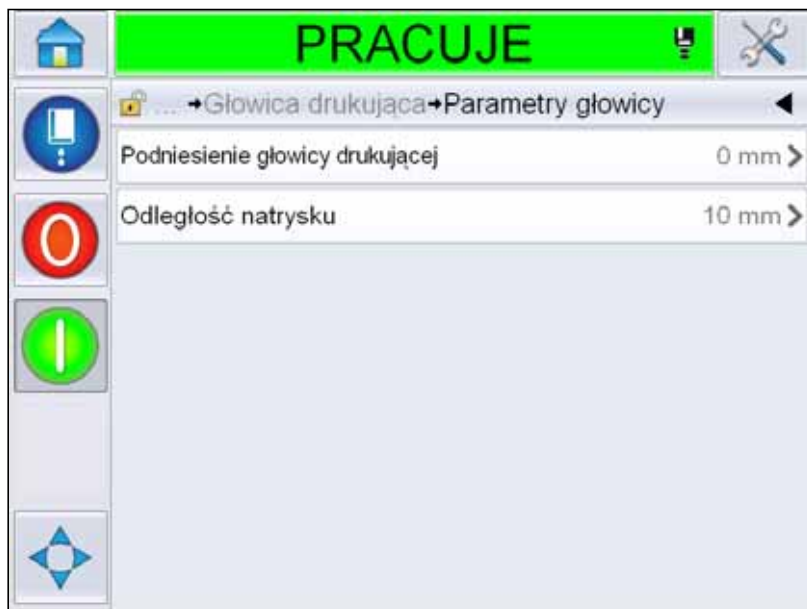 PRACUJE
... →Głowica drukująca→Parametry głowicy
Podniesienie głowicy drukującej 0 mm
Odległość natrysku 10 mm